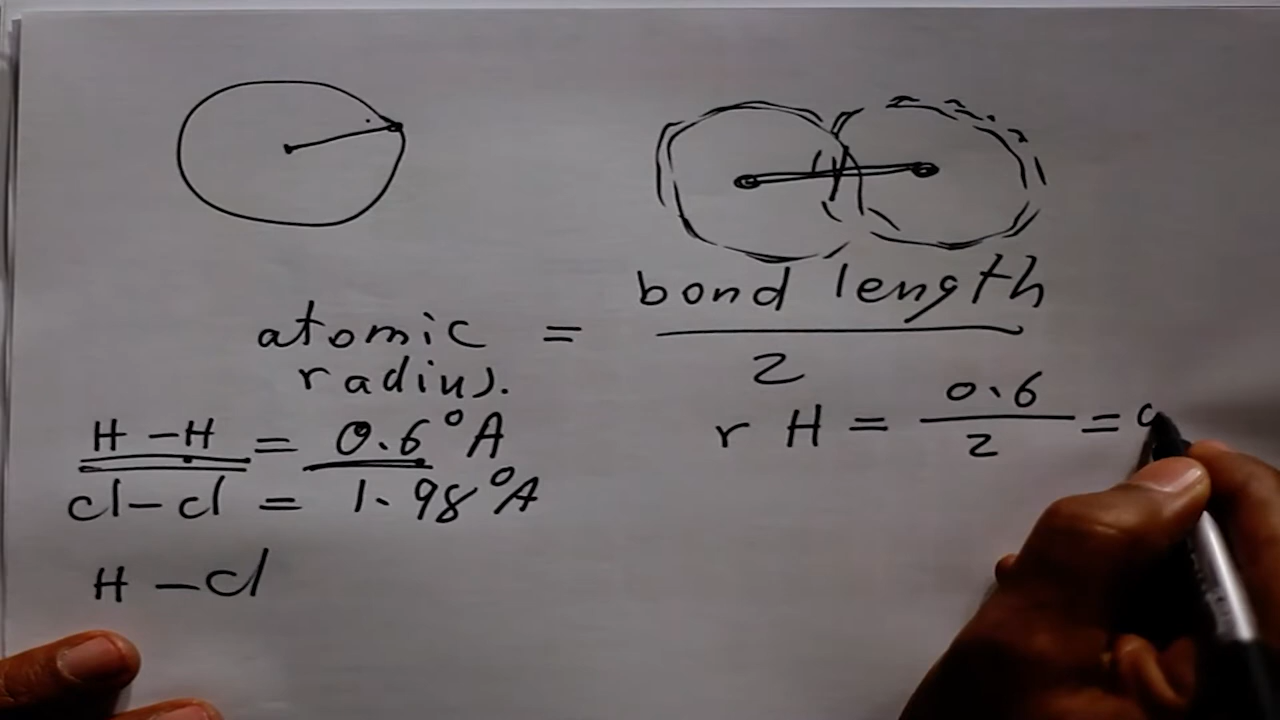 bond length
atomic = 
2
radius.
r H = 0.6 / 2 =
H - H = 0.6 °A
cl - cl = 1.98 °A
H - cl